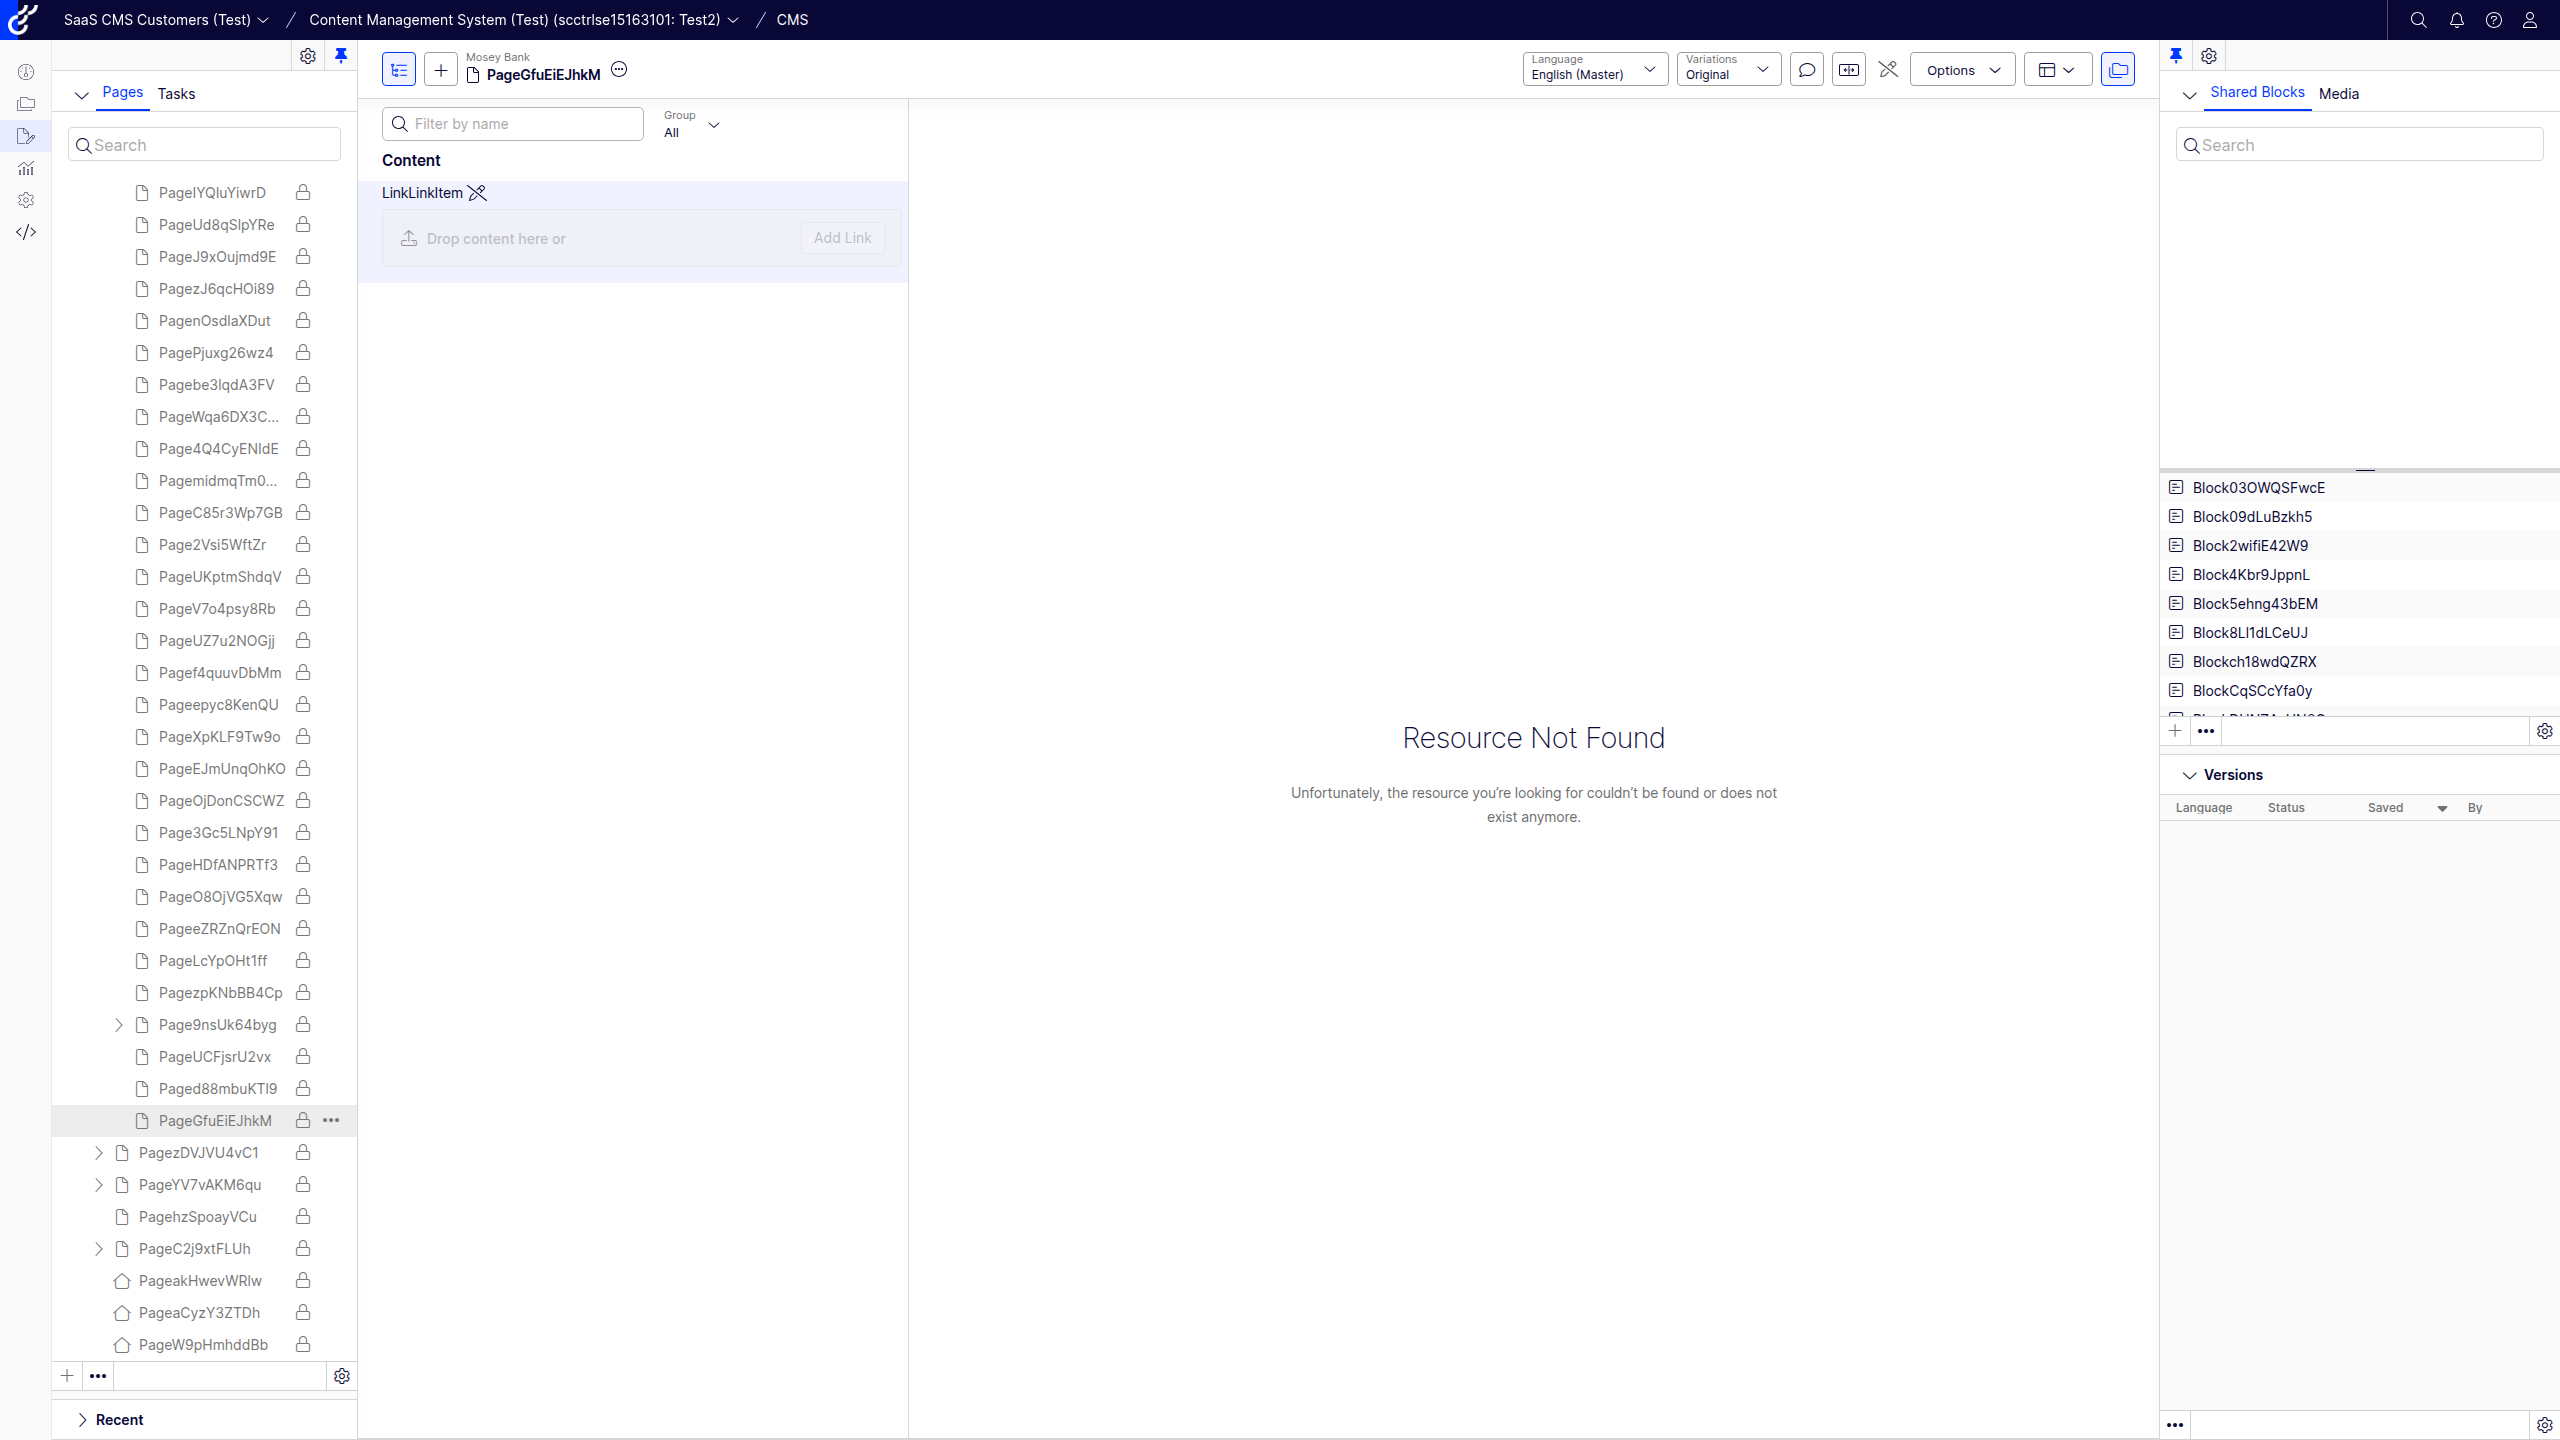 SaaS CMS Customers (Test)
Content Management System (Test) (scctrlse15163101: Test2)
CMS
Pages
Tasks
Search
PageIYQluYiwrD
PageUd8qSlpYRe
PageJ9xOujmd9E
PagezJ6qcHOi89
PagenOsdlaXDut
PagePjuxg26wz4
Pagebe3lqdA3FV
PageWqa6DX3C...
Page4Q4CyENldE
PagemidmqTm0...
PageC85r3Wp7GB
Page2Vsi5WftZr
PageUKptmShdqV
PageV7o4psy8Rb
PageUZ7u2NOGjj
Pagef4quuvDbMm
Pageepyc8KenQU
PageXpKLF9Tw9o
PageEJmUnqOhKO
PageOjDonCSCWZ
Page3Gc5LNpY91
PageHDfANPRTf3
PageO8OjVG5Xqw
PageeZRZnQrEON
PageLcYpOHt1ff
PagezpKNbBB4Cp
Page9nsUk64byg
PageUCFjsrU2vx
Paged88mbuKTl9
PageGfuEiEJhkM
PagezDVJVU4vC1
PageYV7vAKM6qu
PagehzSpoayVCu
PageC2j9xtFLUh
PageakHwevWRlw
PageaCyzY3ZTDh
PageW9pHmhddBb
Recent
Mosey Bank
PageGfuEiEJhkM
Language
English (Master)
Variations
Original
Options
Filter by name
Group
All
Content
LinkLinkItem
Drop content here or
Add Link
Resource Not Found
Unfortunately, the resource you're looking for couldn't be found or does not
exist anymore.
Shared Blocks
Media
Search
Block03OWQSFwcE
Block09dLuBzkh5
Block2wifiE42W9
Block4Kbr9JppnL
Block5ehng43bEM
Block8Ll1dLCeUJ
Blockch18wdQZRX
BlockCqSCcYfa0y
Versions
Language
Status
Saved
By